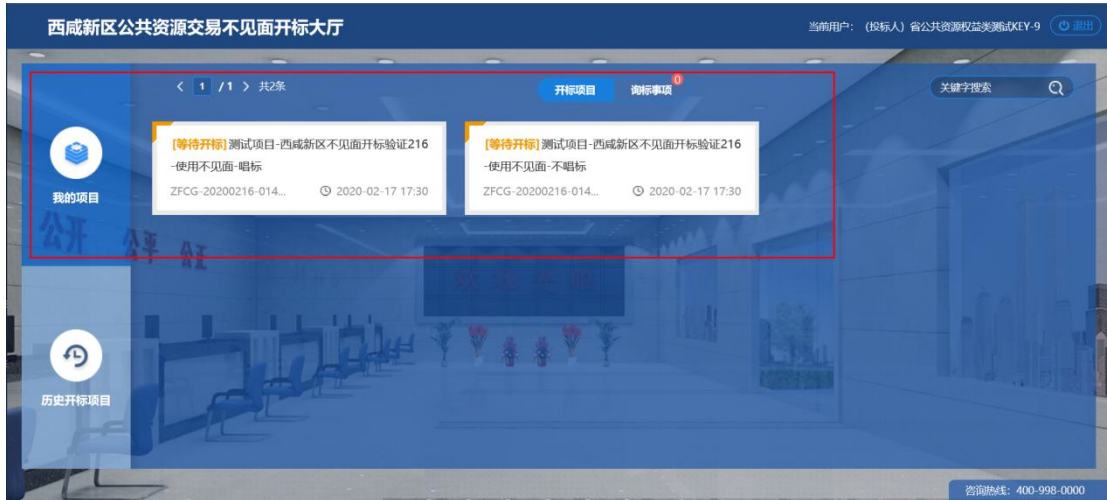 西咸新区公共资源交易不见面开标大厅
当前用户： (投标人) 省公共资源权益类测试KEY-9 退出
< 1 / 1 > 共2条 开标项目 询标事项 0 关键字搜索
[等待开标] 测试项目-西咸新区不见面开标验证216
-使用不见面-唱标
ZFCG-20200216-014... 2020-02-17 17:30
[等待开标] 测试项目-西咸新区不见面开标验证216
-使用不见面-不唱标
ZFCG-20200216-014... 2020-02-17 17:30
我的项目
公开 公平 公正
历史开标项目
咨询热线：400-998-0000